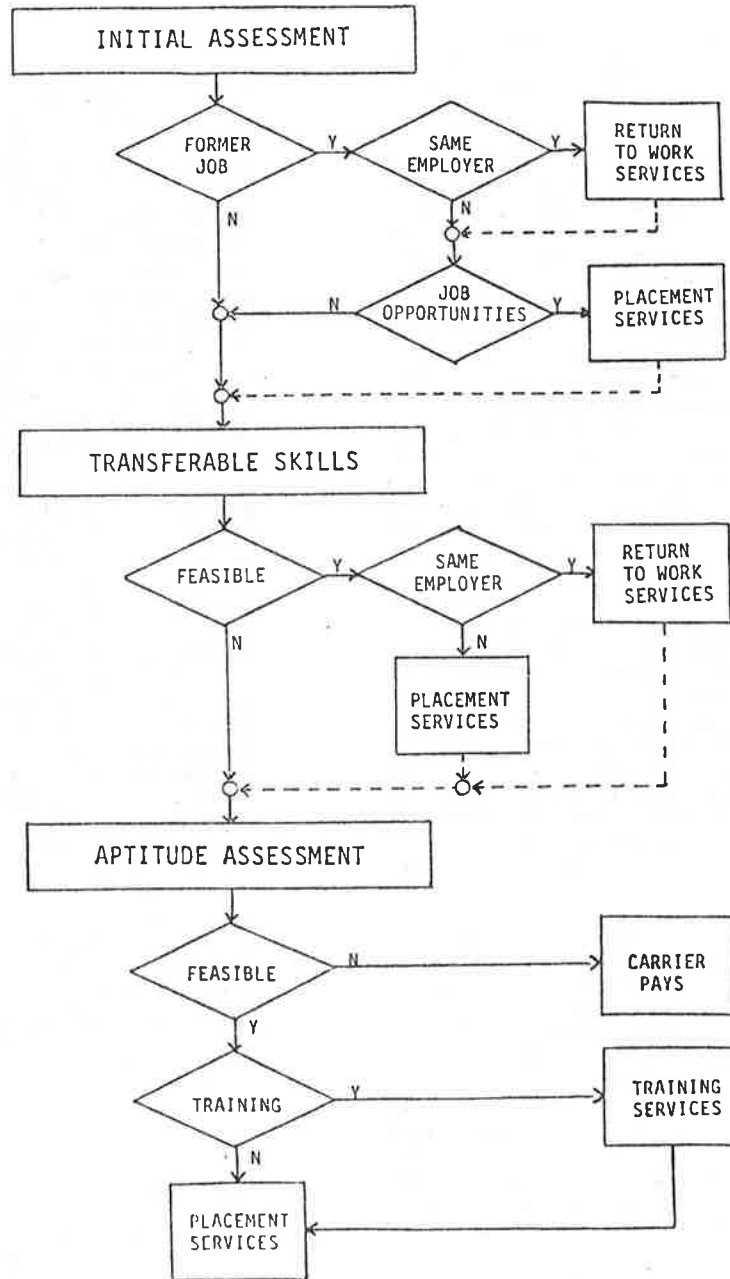 INITIAL ASSESSMENT
FORMER
JOB
Y
SAME
EMPLOYER
Y
RETURN
TO WORK
SERVICES
N
N
JOB
OPPORTUNITIES
N
Y
PLACEMENT
SERVICES
TRANSFERABLE SKILLS
FEASIBLE
Y
SAME
EMPLOYER
Y
RETURN
TO WORK
SERVICES
N
N
PLACEMENT
SERVICES
APTITUDE ASSESSMENT
FEASIBLE
N
CARRIER
PAYS
Y
TRAINING
Y
TRAINING
SERVICES
N
PLACEMENT
SERVICES